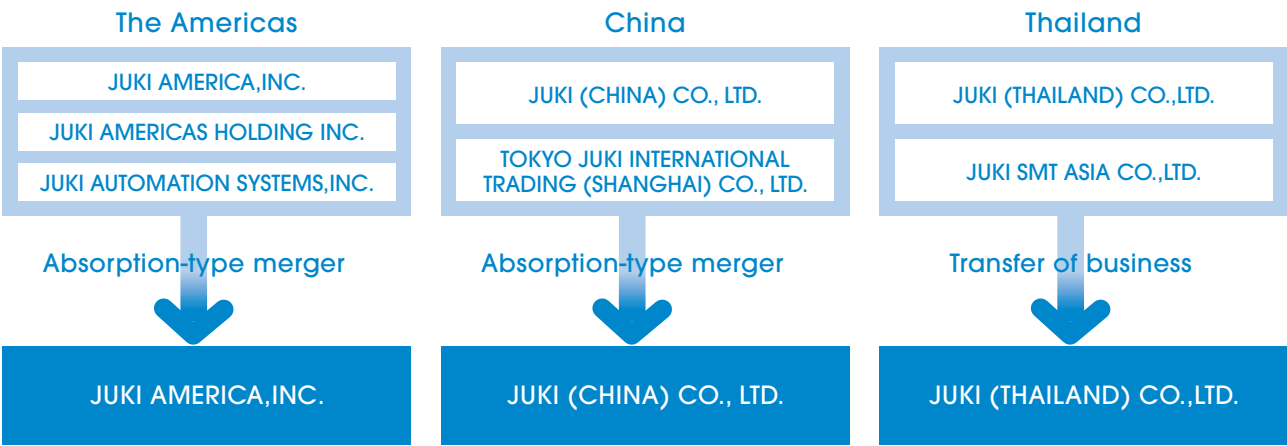 The Americas
JUKI AMERICA,INC.
JUKI AMERICAS HOLDING INC.
JUKI AUTOMATION SYSTEMS,INC.
Absorption-type merger
JUKI AMERICA,INC.
China
JUKI (CHINA) CO., LTD.
TOKYO JUKI INTERNATIONAL
TRADING (SHANGHAI) CO., LTD.
Absorption-type merger
JUKI (CHINA) CO., LTD.
Thailand
JUKI (THAILAND) CO.,LTD.
JUKI SMT ASIA CO.,LTD.
Transfer of business
JUKI (THAILAND) CO.,LTD.